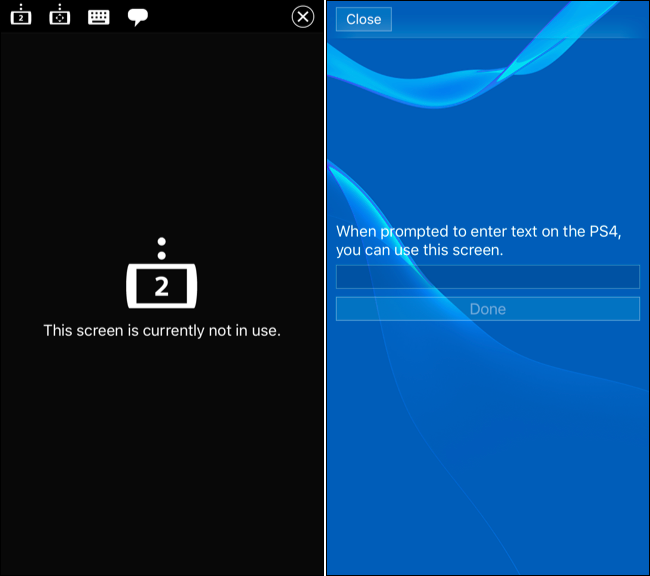 2
2
This screen is currently not in use.
Close
When prompted to enter text on the PS4,
you can use this screen.
Done